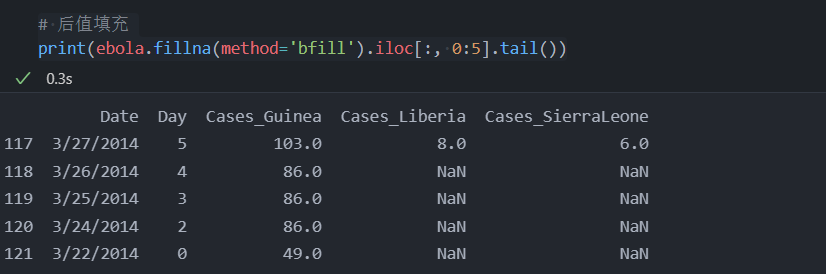 # 后值填充
print(ebola.fillna(method='bfill').iloc[:, 0:5].tail())
0.3s
Date Day Cases_Guinea Cases_Liberia Cases_SierraLeone
117 3/27/2014 5 103.0 8.0 6.0
118 3/26/2014 4 86.0 NaN NaN
119 3/25/2014 3 86.0 NaN NaN
120 3/24/2014 2 86.0 NaN NaN
121 3/22/2014 0 49.0 NaN NaN